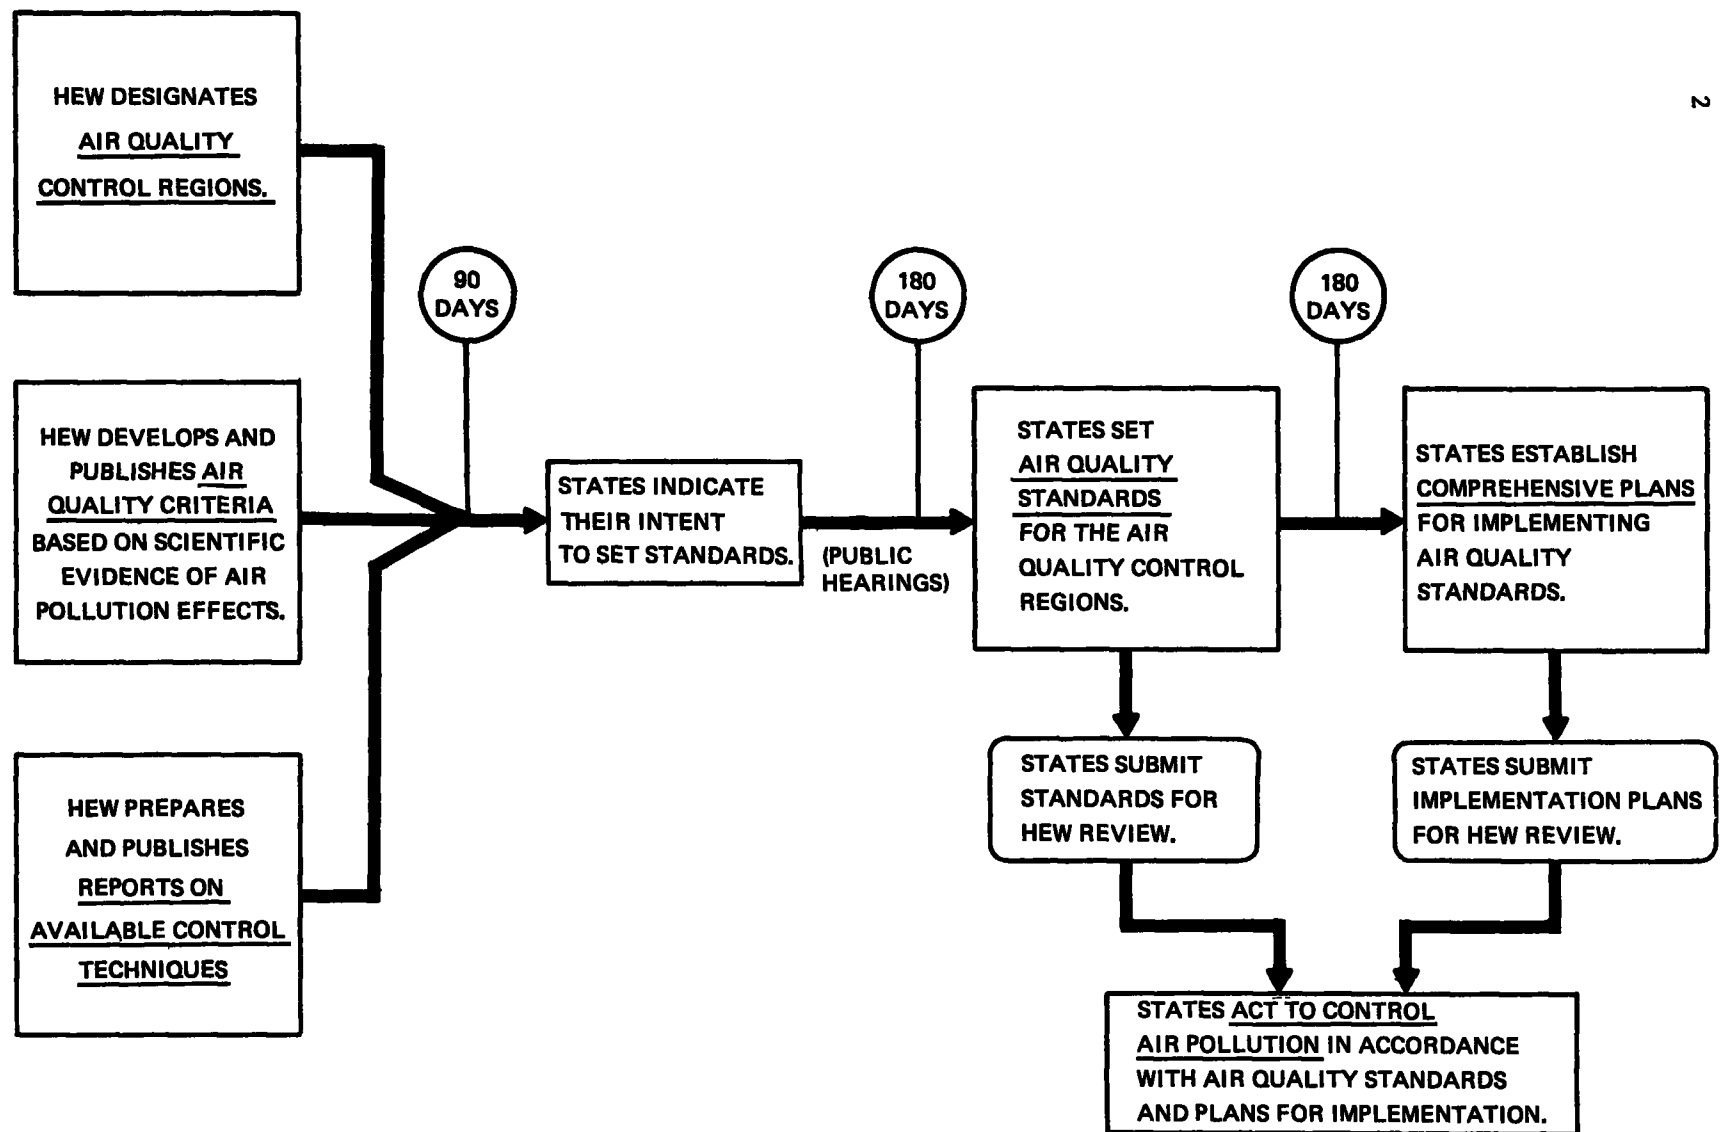 2
HEW DESIGNATES
AIR QUALITY
CONTROL REGIONS.
HEW DEVELOPS AND
PUBLISHES AIR
QUALITY CRITERIA
BASED ON SCIENTIFIC
EVIDENCE OF AIR
POLLUTION EFFECTS.
HEW PREPARES
AND PUBLISHES
REPORTS ON
AVAILABLE CONTROL
TECHNIQUES
90
DAYS
STATES INDICATE
THEIR INTENT
TO SET STANDARDS.
180
DAYS
(PUBLIC
HEARINGS)
STATES SET
AIR QUALITY
STANDARDS
FOR THE AIR
QUALITY CONTROL
REGIONS.
180
DAYS
STATES ESTABLISH
COMPREHENSIVE PLANS
FOR IMPLEMENTING
AIR QUALITY
STANDARDS.
STATES SUBMIT
STANDARDS FOR
HEW REVIEW.
STATES SUBMIT
IMPLEMENTATION PLANS
FOR HEW REVIEW.
STATES ACT TO CONTROL
AIR POLLUTION IN ACCORDANCE
WITH AIR QUALITY STANDARDS
AND PLANS FOR IMPLEMENTATION.